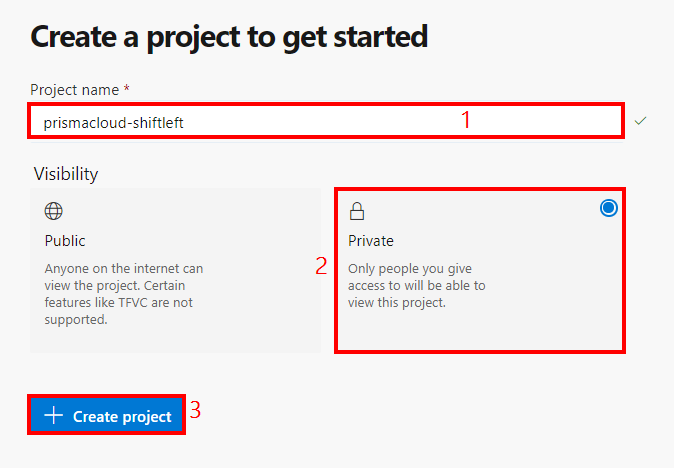 Create a project to get started
Project name *
prismacloud-shiftleft 1
Visibility
Public
Anyone on the internet can
view the project. Certain
features like TFVC are not
supported.
2
Private
Only people you give
access to will be able to
view this project.
+ Create project 3